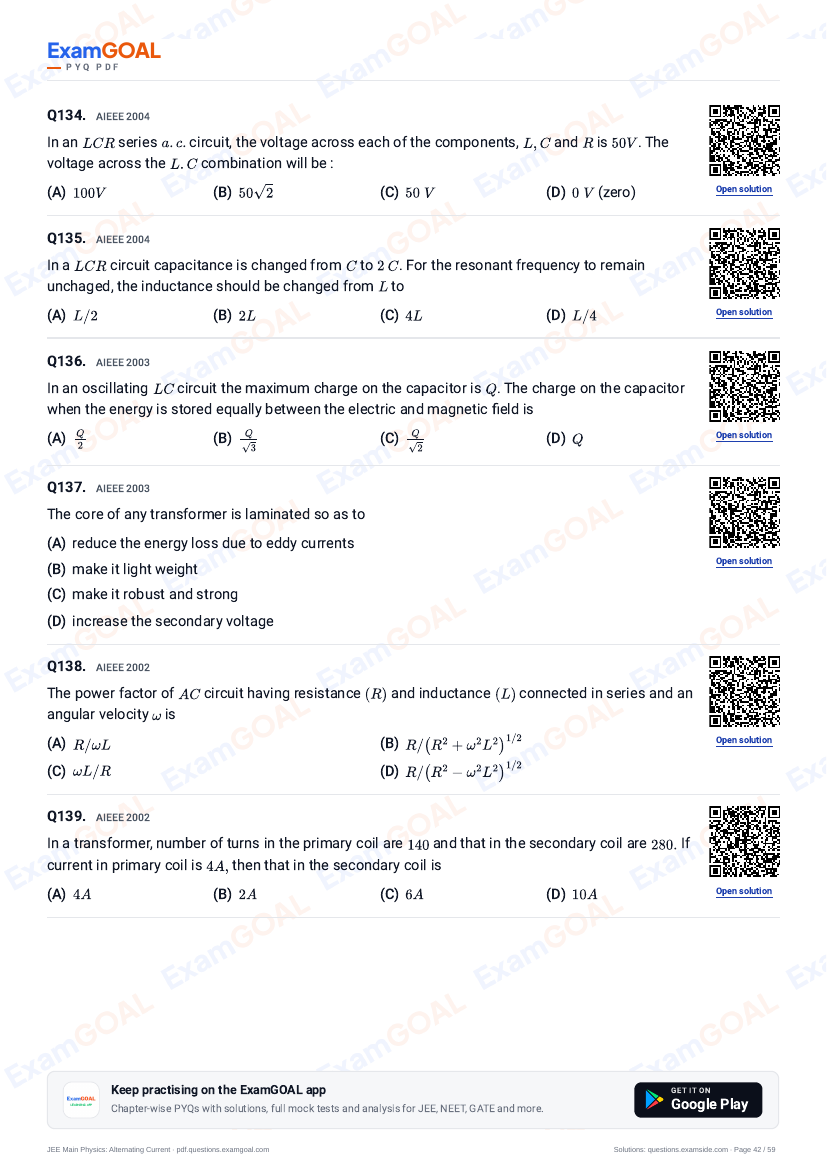 ExamGOAL
PYQ PDF
Q134. AIEEE 2004
In an LCR series a.c. circuit, the voltage across each of the components, L, C and R is 50V. The
voltage across the L.C combination will be :
(A) 100V (B) 50√2 (C) 50 V (D) 0 V (zero)
Open solution
Q135. AIEEE 2004
In a LCR circuit capacitance is changed from C to 2 C. For the resonant frequency to remain
unchaged, the inductance should be changed from L to
(A) L/2 (B) 2L (C) 4L (D) L/4
Open solution
Q136. AIEEE 2003
In an oscillating LC circuit the maximum charge on the capacitor is Q. The charge on the capacitor
when the energy is stored equally between the electric and magnetic field is
(A) Q/2 (B) Q/√3 (C) Q/√2 (D) Q
Open solution
Q137. AIEEE 2003
The core of any transformer is laminated so as to
(A) reduce the energy loss due to eddy currents
(B) make it light weight
(C) make it robust and strong
(D) increase the secondary voltage
Open solution
Q138. AIEEE 2002
The power factor of AC circuit having resistance (R) and inductance (L) connected in series and an
angular velocity ω is
(A) R/ωL (B) R/(R² + ω²L²)^1/2
(C) ωL/R (D) R/(R² − ω²L²)^1/2
Open solution
Q139. AIEEE 2002
In a transformer, number of turns in the primary coil are 140 and that in the secondary coil are 280. If
current in primary coil is 4A, then that in the secondary coil is
(A) 4A (B) 2A (C) 6A (D) 10A
Open solution
Keep practising on the ExamGOAL app
Chapter-wise PYQs with solutions, full mock tests and analysis for JEE, NEET, GATE and more.
GET IT ON
Google Play
JEE Main Physics: Alternating Current · pdf.questions.examgoal.com
Solutions: questions.examside.com · Page 42 / 59